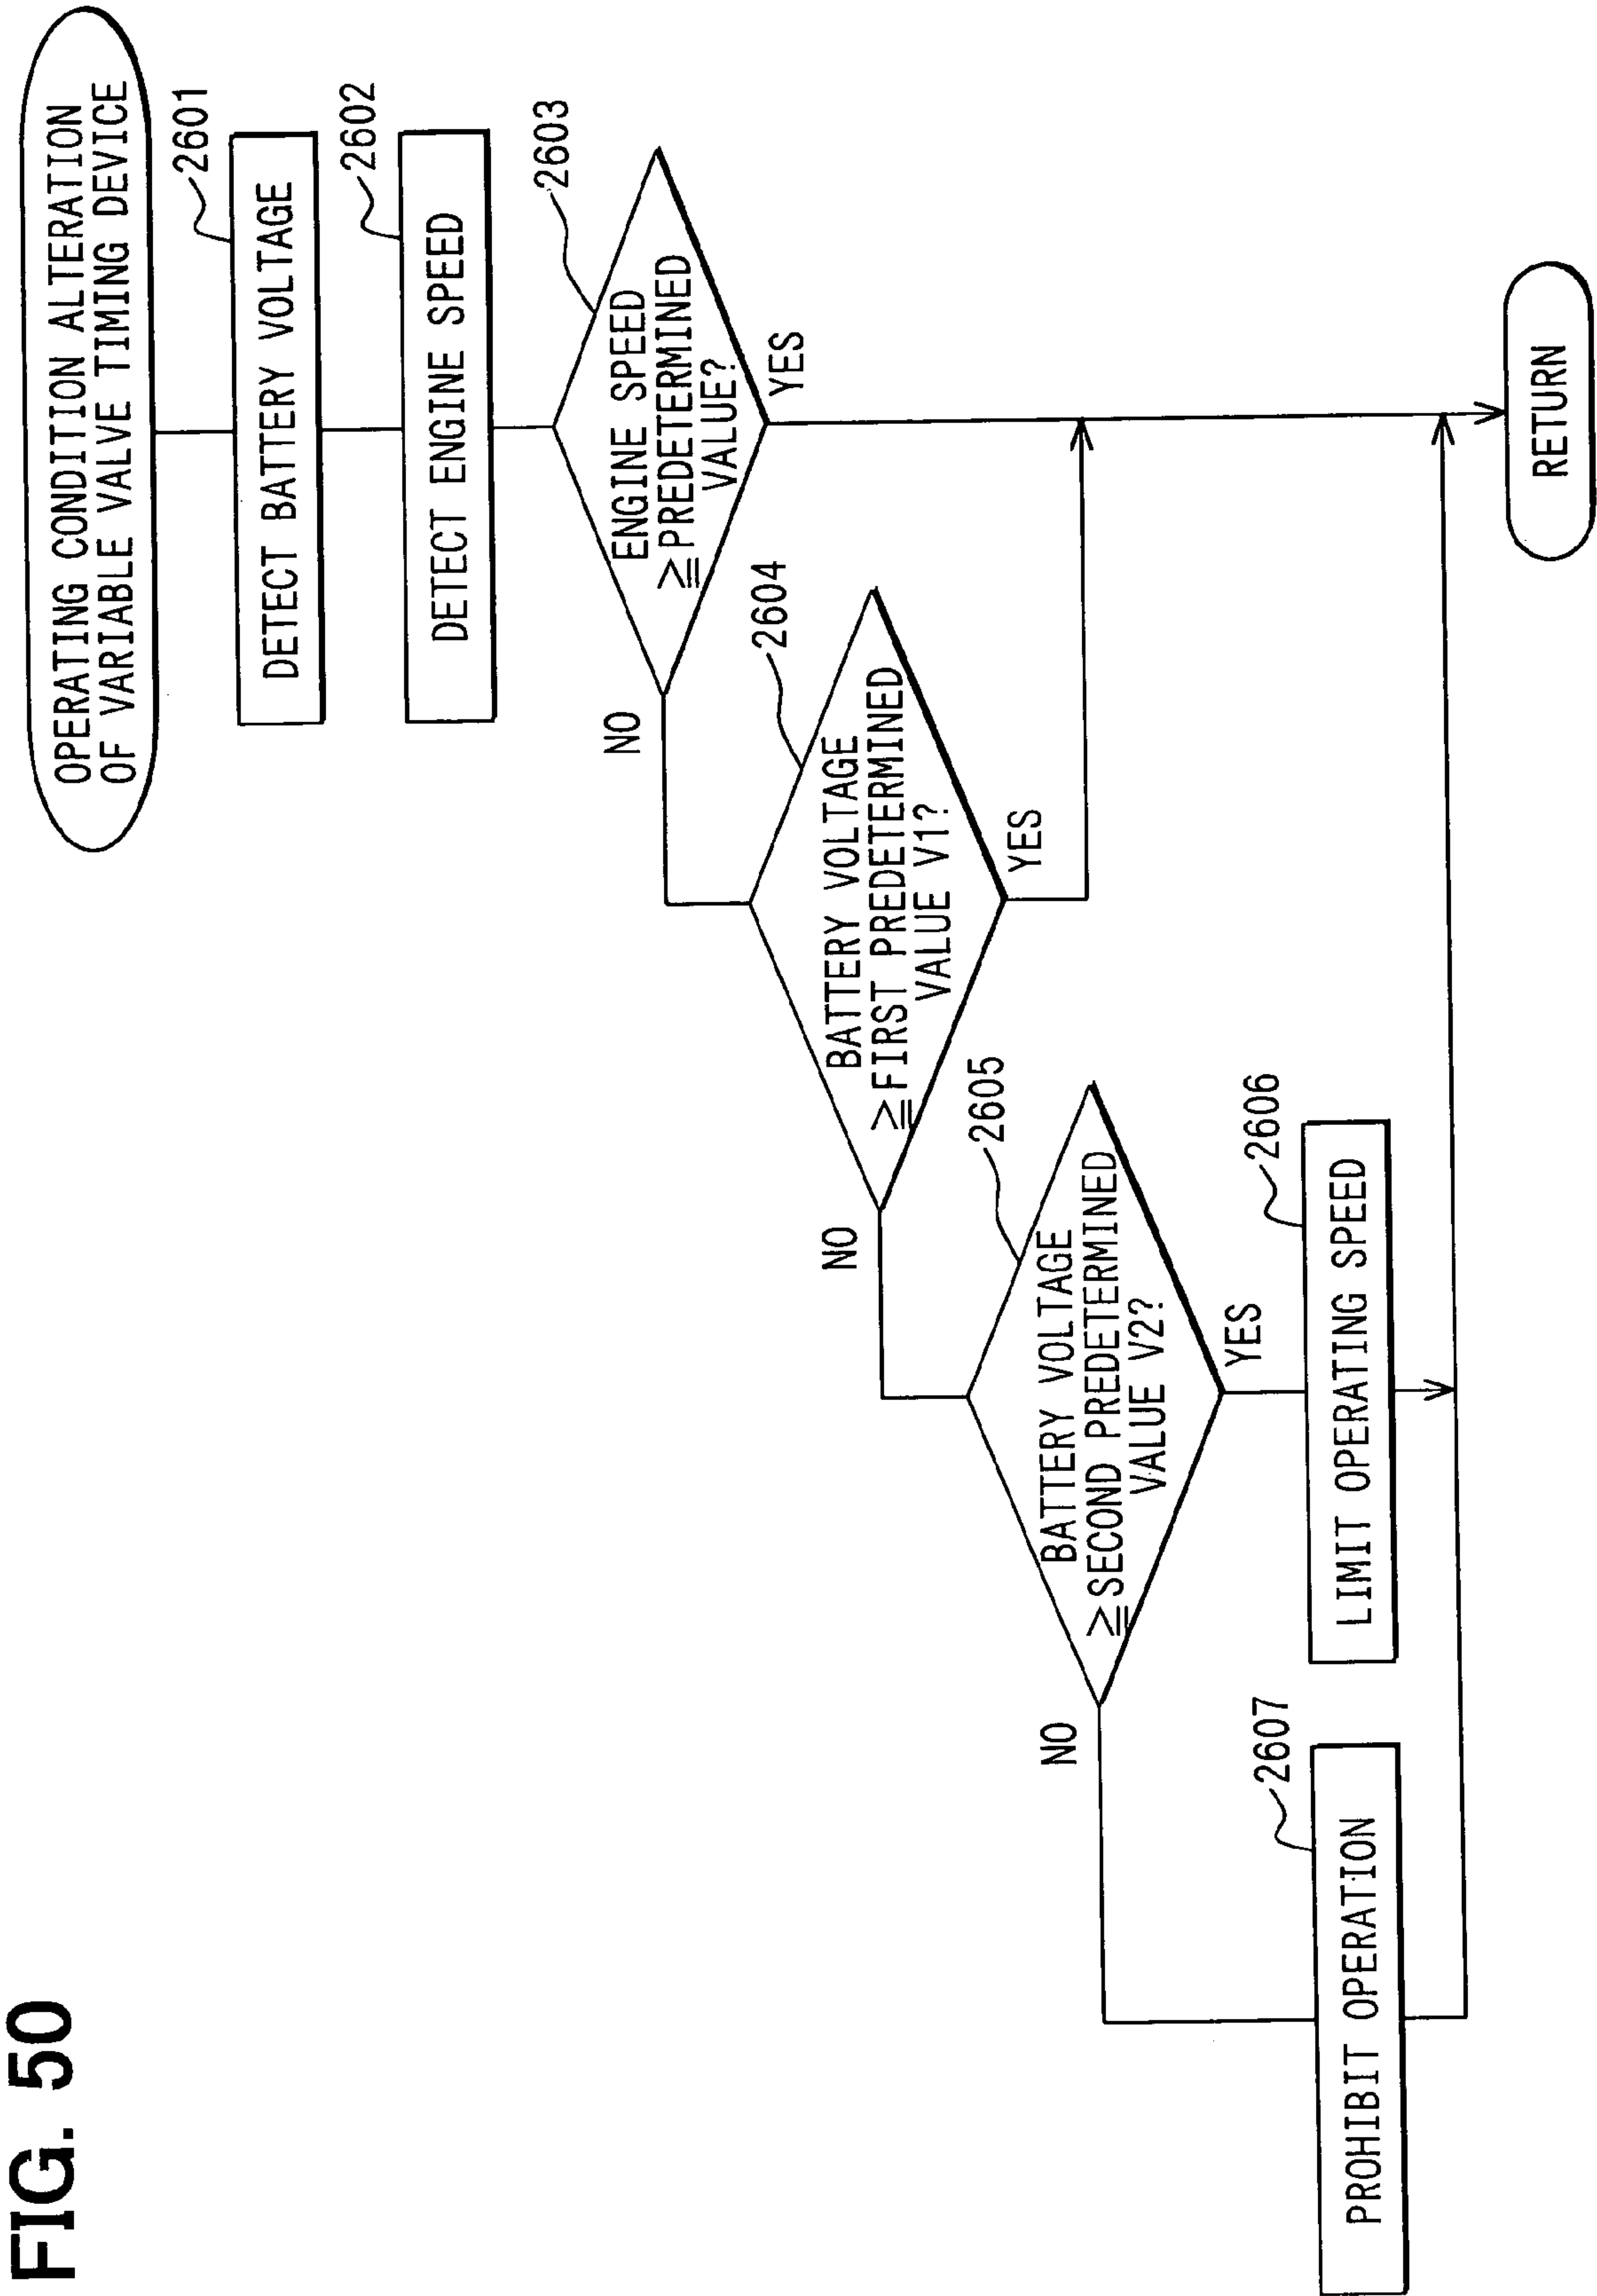 FIG. 50
OPERATING CONDITION ALTERATION
OF VARIABLE VALVE TIMING DEVICE
2601
DETECT BATTERY VOLTAGE
2602
DETECT ENGINE SPEED
2603
ENGINE SPEED
≧PREDETERMINED
VALUE?
NO
YES
2604
BATTERY VOLTAGE
≧FIRST PREDETERMINED
VALUE V1?
NO
YES
2605
BATTERY VOLTAGE
≧SECOND PREDETERMINED
VALUE V2?
NO
YES
2607
PROHIBIT OPERATION
2606
LIMIT OPERATING SPEED
RETURN